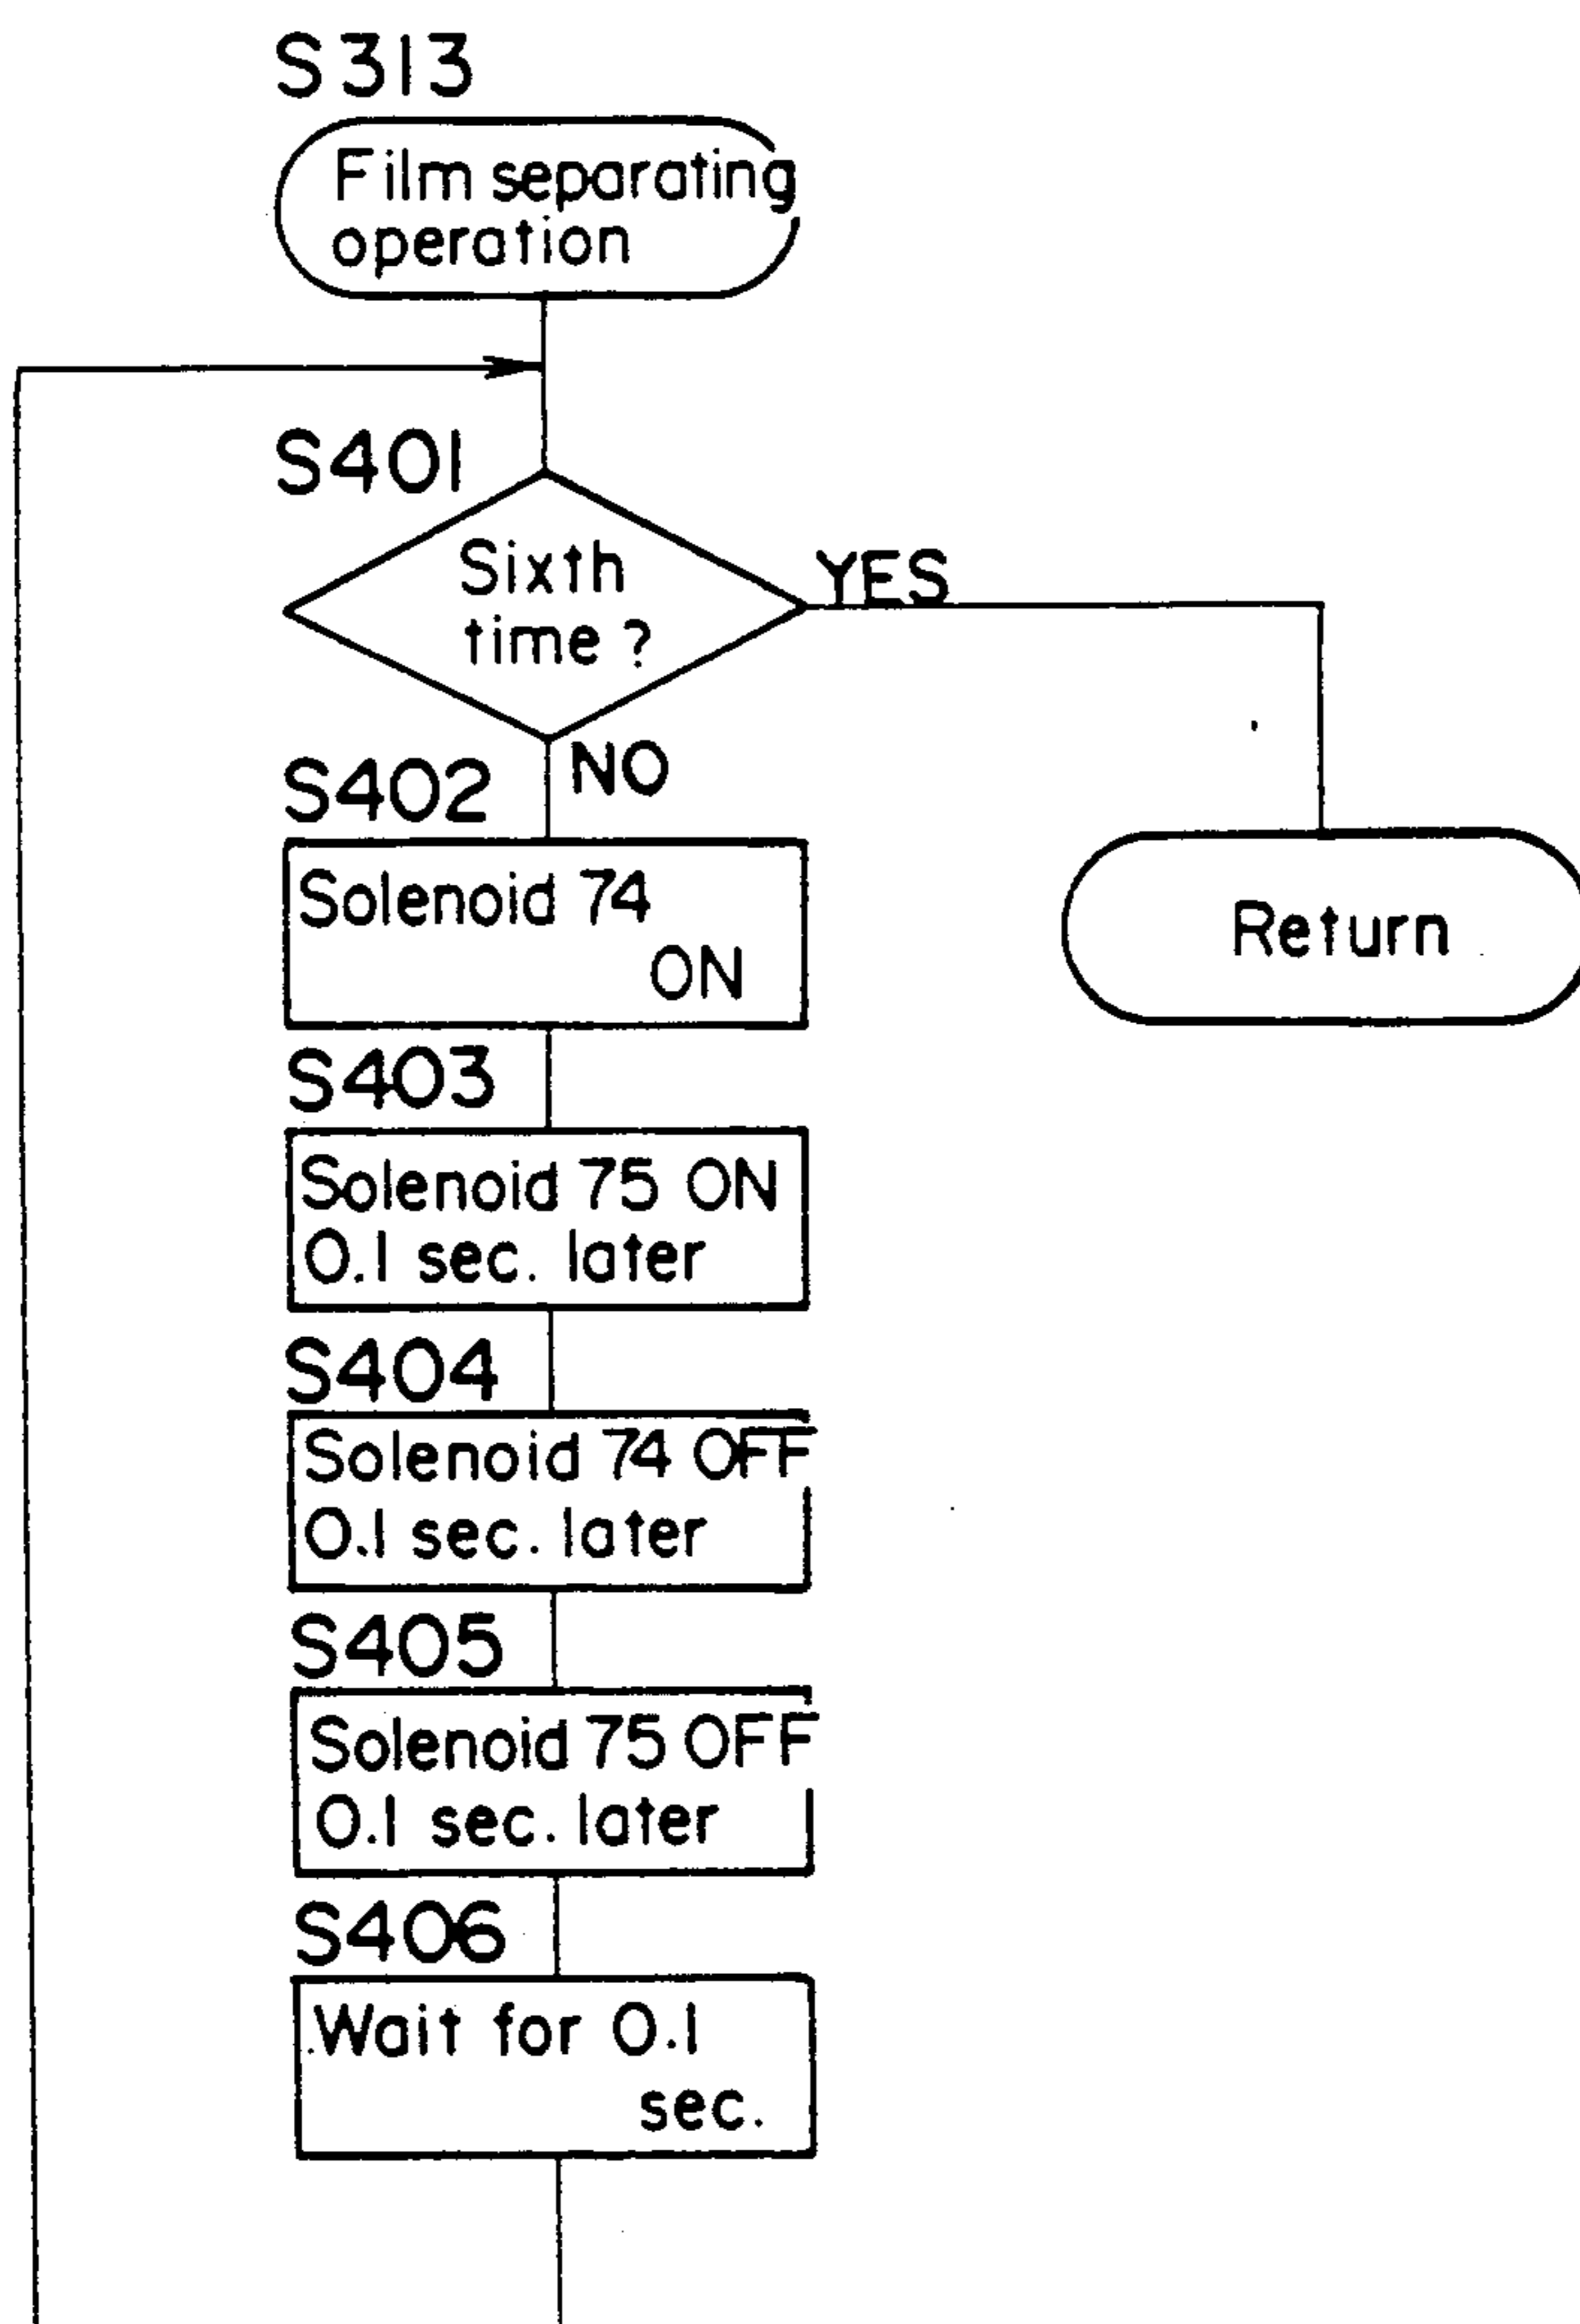 S313
Film separating
operation
S401
Sixth
time ?
YES
NO
S402
Solenoid 74
ON
Return
S403
Solenoid 75 ON
0.1 sec. later
S404
Solenoid 74 OFF
0.1 sec. later
S405
Solenoid 75 OFF
0.1 sec. later
S406
Wait for 0.1
sec.